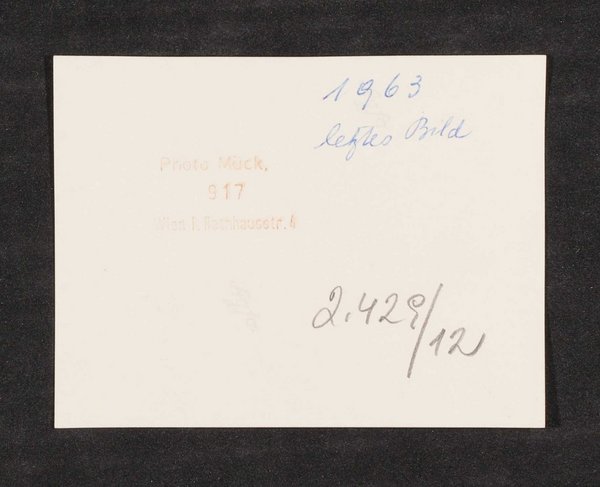 1963
letztes Bild
Photo Mück,
917
Wien I. Rathausstr. 4
2.429/12